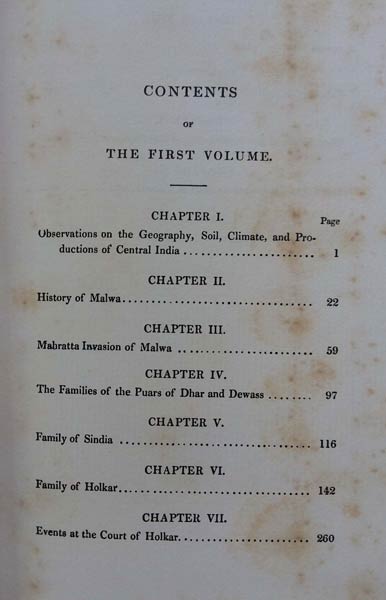 CONTENTS
OF
THE FIRST VOLUME.
CHAPTER I.
Page
Observations on the Geography, Soil, Climate, and Pro-
ductions of Central India ..................... 1
CHAPTER II.
History of Malwa.............................. 22
CHAPTER III.
Mahratta Invasion of Malwa ..................... 59
CHAPTER IV.
The Families of the Puars of Dhar and Dewass ........ 97
CHAPTER V.
Family of Sindia .............................. 116
CHAPTER VI.
Family of Holkar.............................. 142
CHAPTER VII.
Events at the Court of Holkar..................... 260